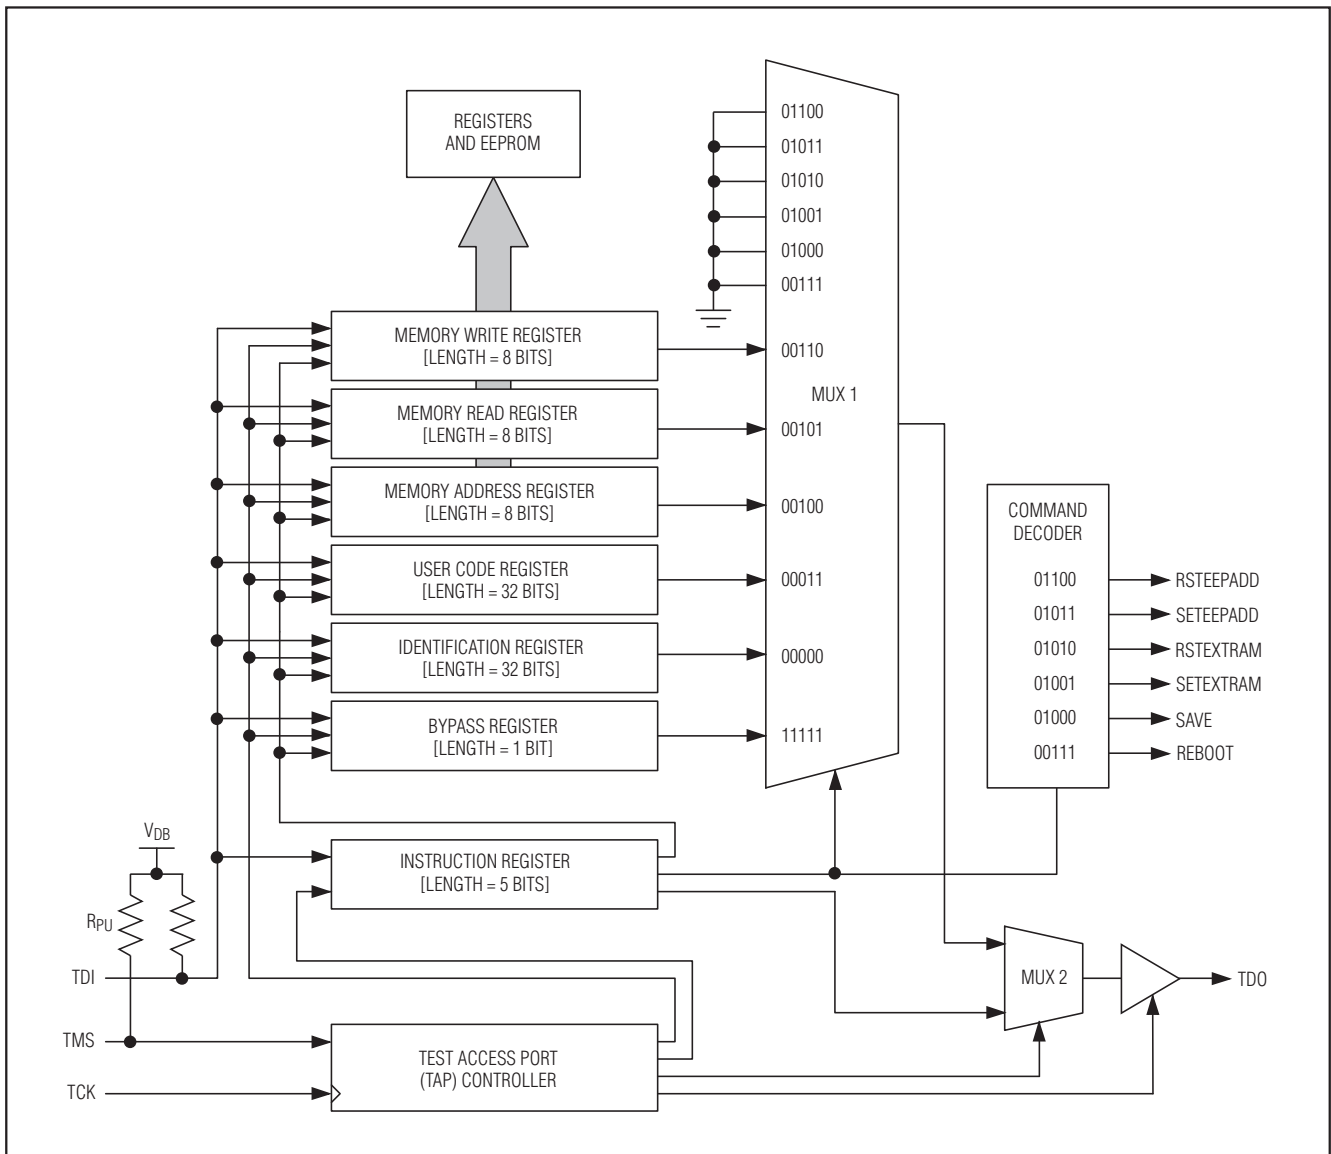 REGISTERS
AND EEPROM
01100
01011
01010
01001
01000
00111
MEMORY WRITE REGISTER
[LENGTH = 8 BITS]
00110
MUX 1
MEMORY READ REGISTER
[LENGTH = 8 BITS]
00101
MEMORY ADDRESS REGISTER
[LENGTH = 8 BITS]
00100
USER CODE REGISTER
[LENGTH = 32 BITS]
00011
IDENTIFICATION REGISTER
[LENGTH = 32 BITS]
00000
BYPASS REGISTER
[LENGTH = 1 BIT]
11111
COMMAND
DECODER
01100 RSTEEPADD
01011 SETEEPADD
01010 RSTEXTRAM
01001 SETEXTRAM
01000 SAVE
00111 REBOOT
VDB
RPU
INSTRUCTION REGISTER
[LENGTH = 5 BITS]
TDI
MUX 2
TDO
TMS
TEST ACCESS PORT
(TAP) CONTROLLER
TCK